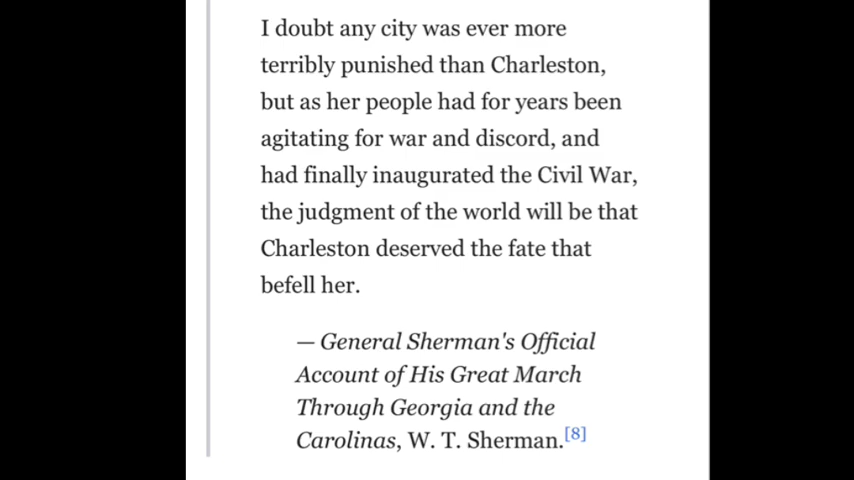 I doubt any city was ever more
terribly punished than Charleston,
but as her people had for years been
agitating for war and discord, and
had finally inaugurated the Civil War,
the judgment of the world will be that
Charleston deserved the fate that
befell her.
— General Sherman's Official
Account of His Great March
Through Georgia and the
Carolinas, W. T. Sherman.[8]